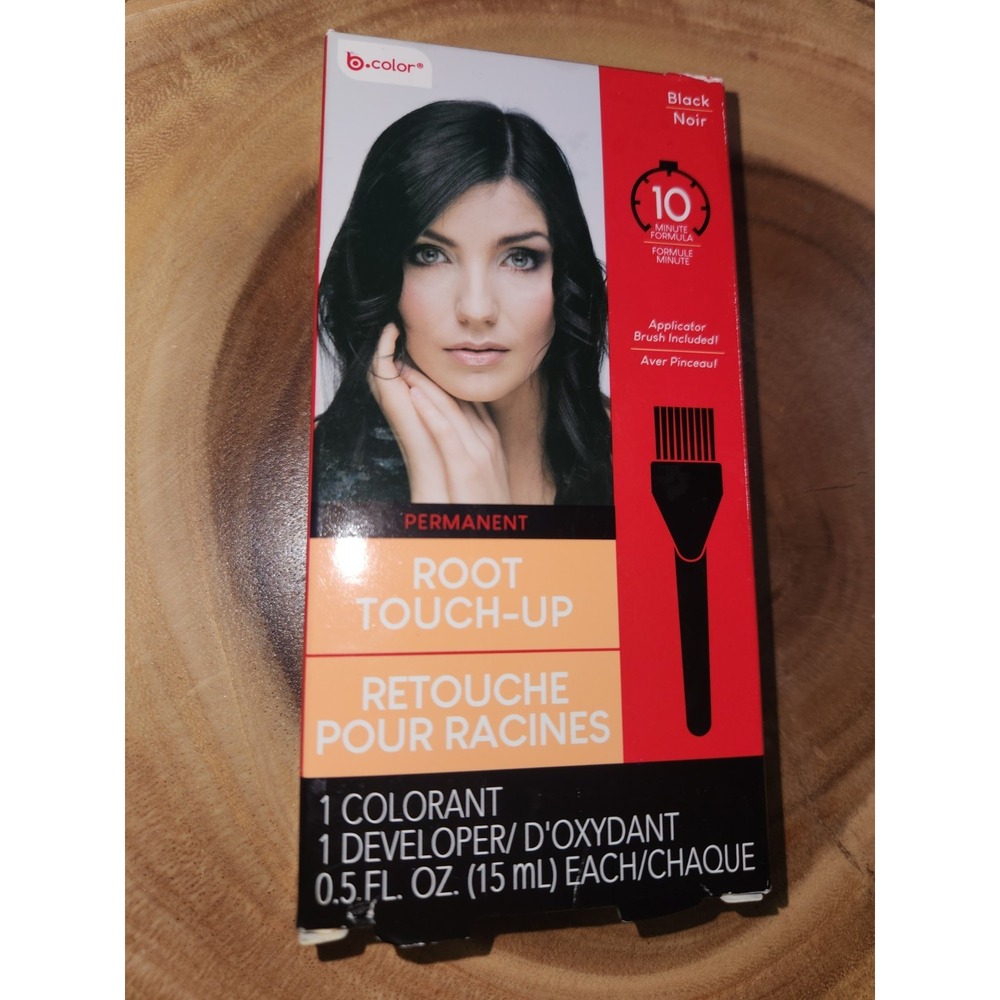 b.color®
Black
Noir
10
MINUTE
FORMULA
FORMULE
MINUTE
Applicator
Brush Included!
Aver Pinceau!
PERMANENT
ROOT
TOUCH-UP
RETOUCHE
POUR RACINES
1 COLORANT
1 DEVELOPER/ D'OXYDANT
0.5 FL. OZ. (15 mL) EACH/CHAQUE